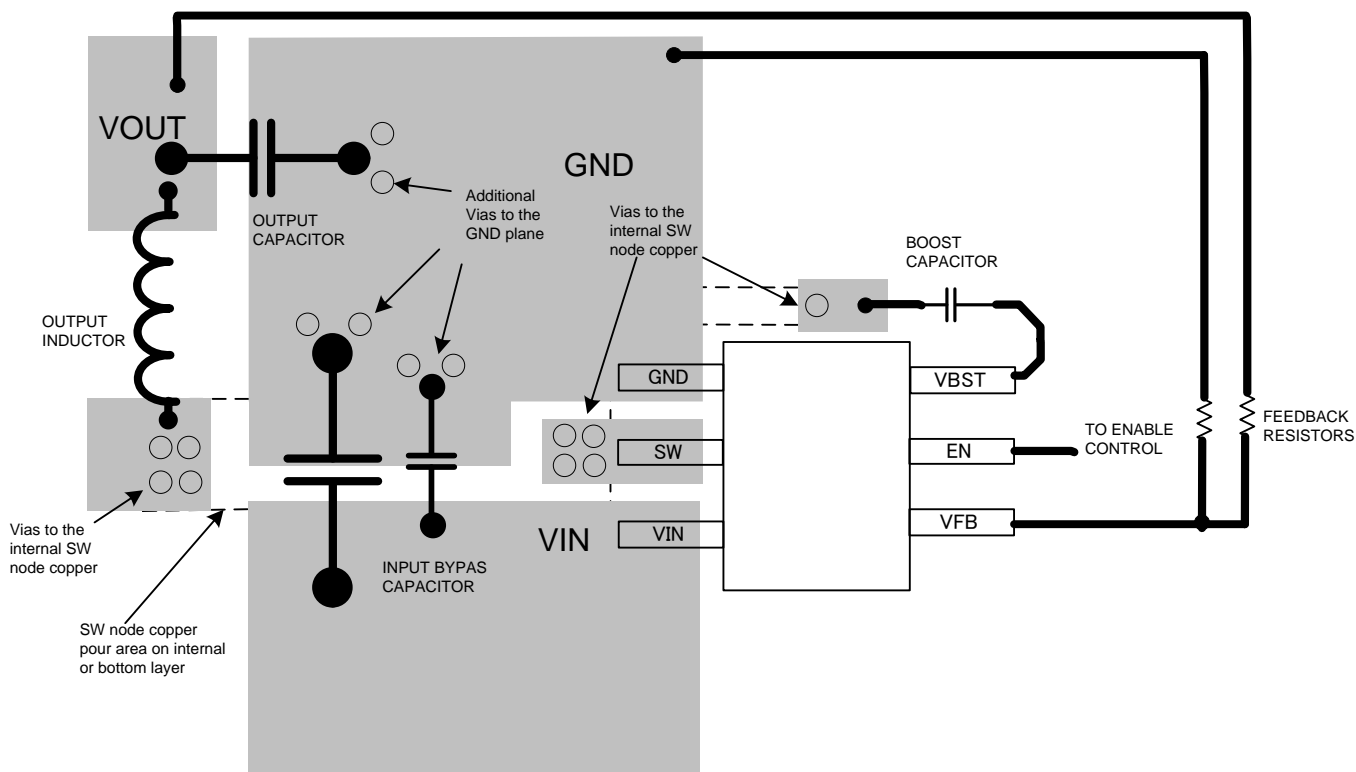 VOUT
GND
OUTPUT
CAPACITOR
Additional
Vias to the
GND plane
Vias to the
internal SW
node copper
BOOST
CAPACITOR
OUTPUT
INDUCTOR
GND
VBST
SW
EN
TO ENABLE
CONTROL
FEEDBACK
RESISTORS
VIN
VIN
VFB
Vias to the
internal SW
node copper
INPUT BYPAS
CAPACITOR
SW node copper
pour area on internal
or bottom layer